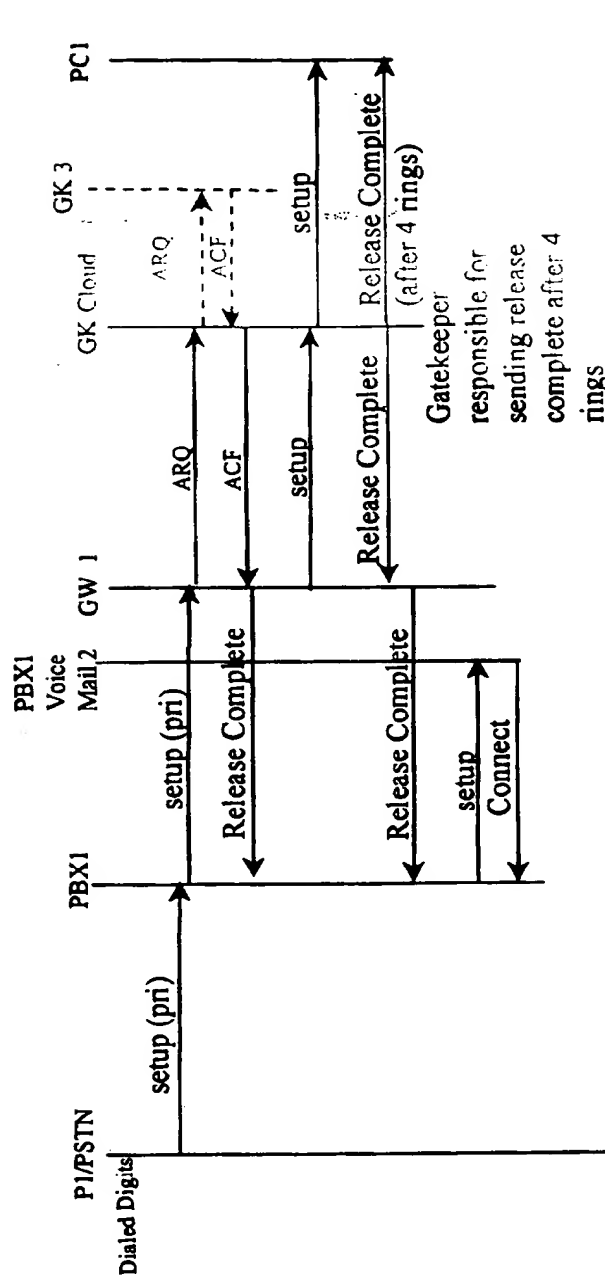 P1/PSTN
PBX1
PBX1
Voice
Mail 2
GW 1
GK Cloud
GK 3
PC1
Dialed Digits
setup (pri)
setup (pri)
ARQ
ARQ
ACF
ACF
Release Complete
setup
setup
Release Complete
Release Complete
Release Complete
(after 4 rings)
setup
Connect
Gatekeeper
responsible for
sending release
complete after 4
rings